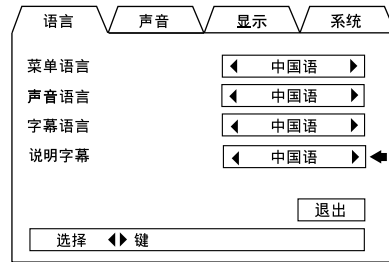 语言 声音 显示 系统
菜单语言 中国语
声音语言 中国语
字幕语言 中国语
说明字幕 中国语
退出
选择 ◀▶ 键